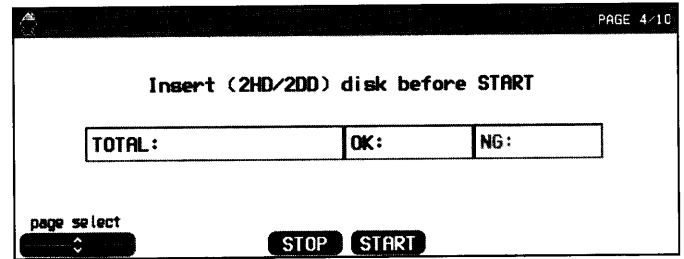 PAGE 4/10
Insert (2HD/2DD) disk before START
TOTAL: OK: NG:
page select
STOP START